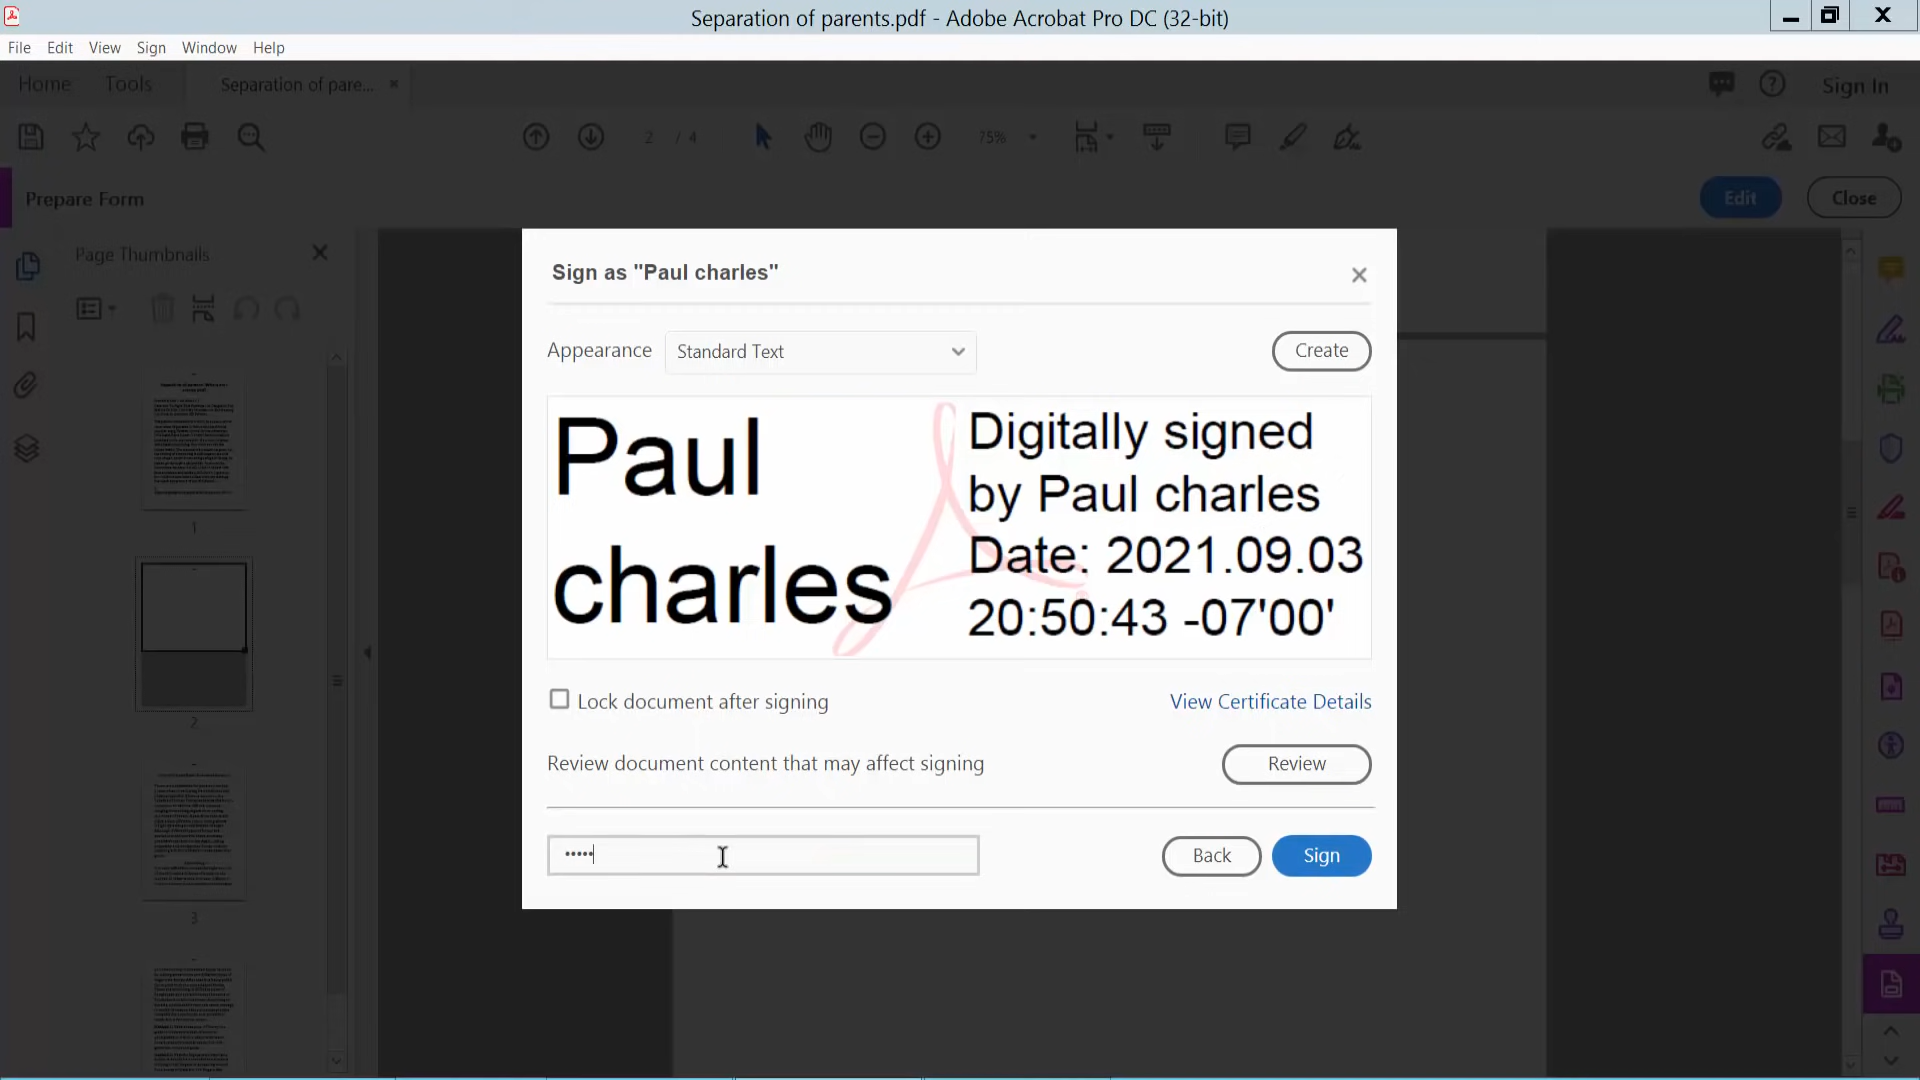 Separation of parents.pdf - Adobe Acrobat Pro DC (32-bit)
File Edit View Sign Window Help
Home Tools Separation of pare...
Sign In
2 / 4
75%
Prepare Form
Edit Close
Page Thumbnails
1
2
3
Sign as "Paul charles"
Appearance Standard Text Create
Paul
charles
Digitally signed
by Paul charles
Date: 2021.09.03
20:50:43 -07'00'
Lock document after signing
View Certificate Details
Review document content that may affect signing
Review
•••••
Back Sign